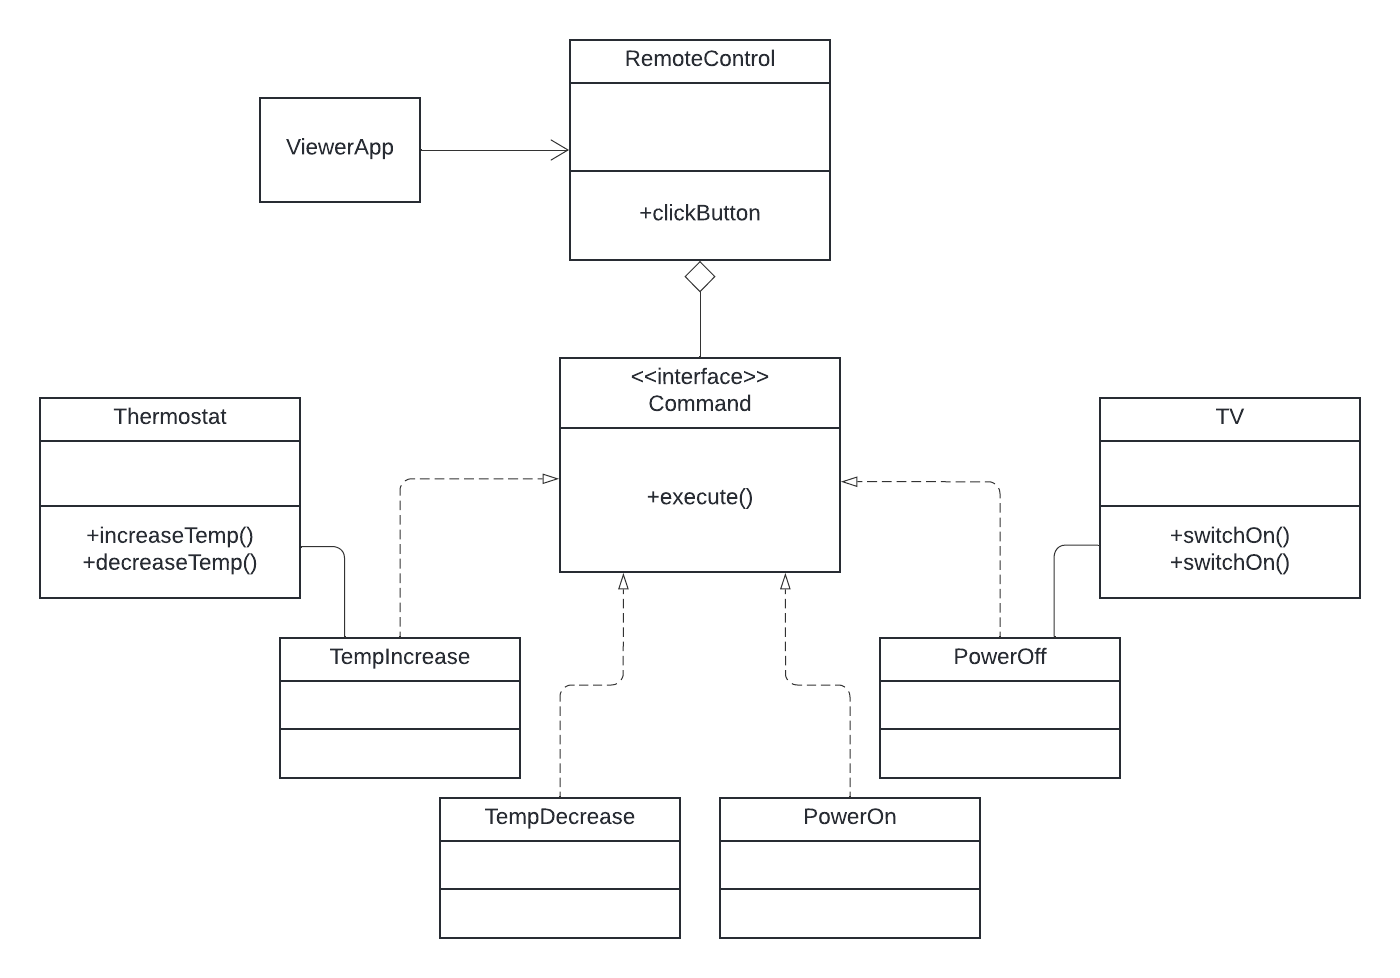 RemoteControl
ViewerApp
+clickButton
<<interface>>
Command
+execute()
Thermostat
+increaseTemp()
+decreaseTemp()
TV
+switchOn()
+switchOn()
TempIncrease
PowerOff
TempDecrease
PowerOn